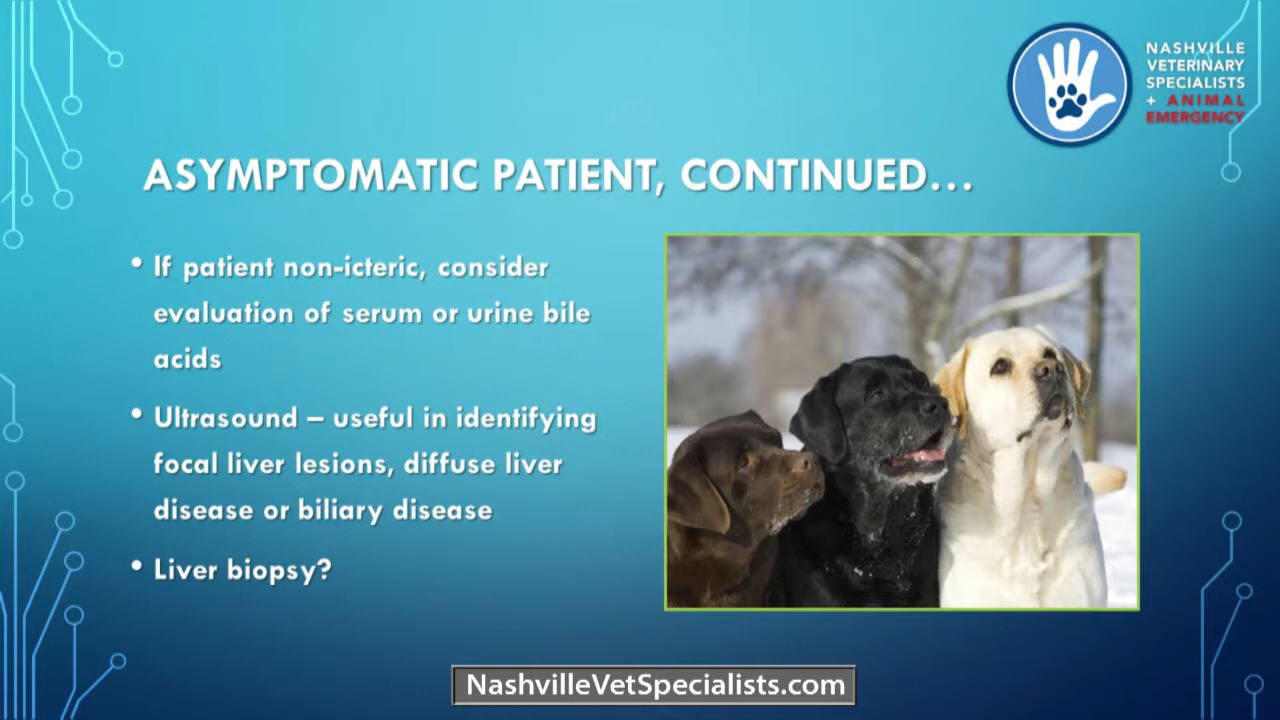 NASHVILLE
VETERINARY
SPECIALISTS
+ ANIMAL
EMERGENCY
ASYMPTOMATIC PATIENT, CONTINUED...
• If patient non-icteric, consider
evaluation of serum or urine bile
acids
• Ultrasound – useful in identifying
focal liver lesions, diffuse liver
disease or biliary disease
• Liver biopsy?
NashvilleVetSpecialists.com